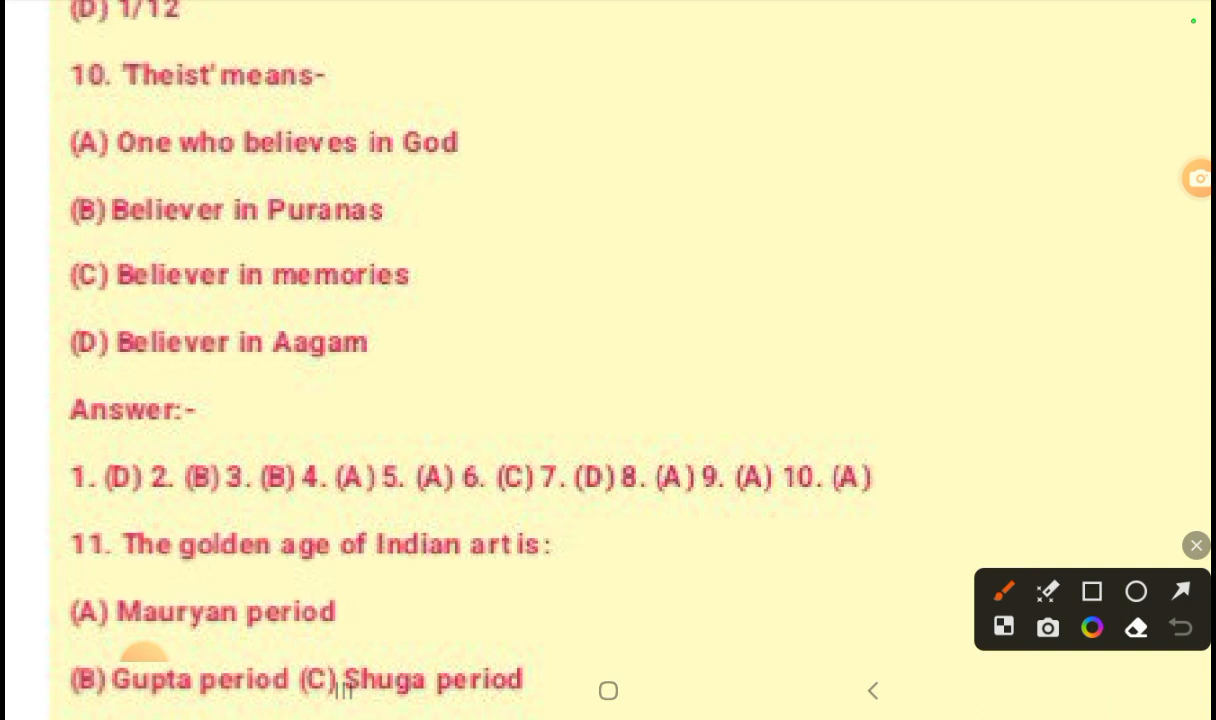 (D) 1/12
10. 'Theist' means-
(A) One who believes in God
(B) Believer in Puranas
(C) Believer in memories
(D) Believer in Aagam
Answer:-
1. (D) 2. (B) 3. (B) 4. (A) 5. (A) 6. (C) 7. (D) 8. (A) 9. (A) 10. (A)
11. The golden age of Indian art is:
(A) Mauryan period
(B) Gupta period (C) Shuga period